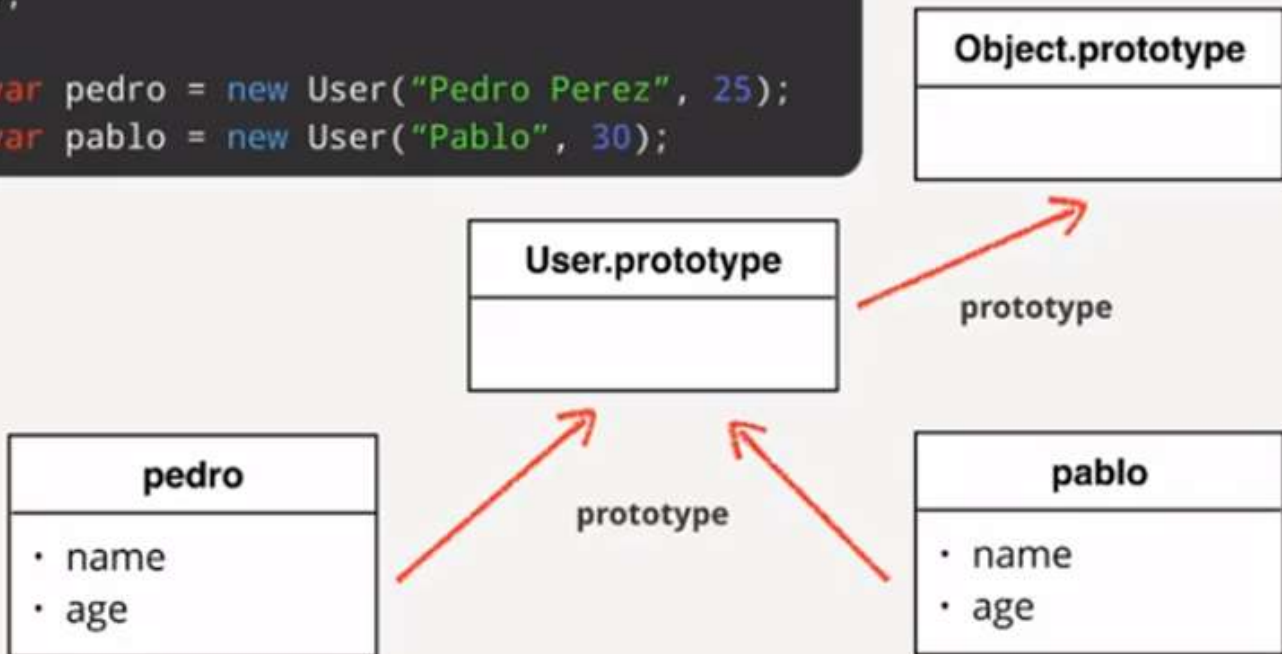 ;
var pedro = new User(“Pedro Perez”, 25);
var pablo = new User(“Pablo”, 30);
Object.prototype
User.prototype
prototype
pedro
· name
· age
prototype
pablo
· name
· age